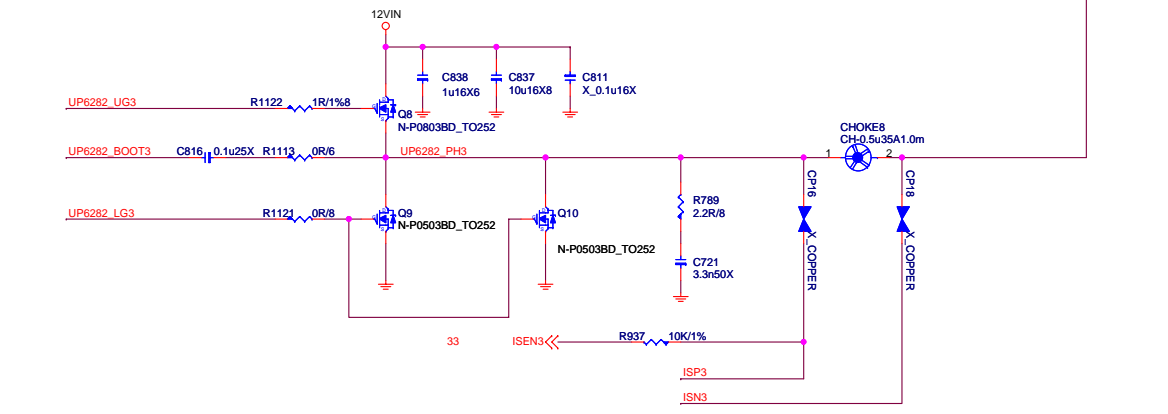 12VIN
C838
1u16X6
C837
10u16X8
C811
X_0.1u16X
UP6282_UG3
R1122
1R/1%8
Q8
N-P0803BD_TO252
UP6282_BOOT3
C816
0.1u25X
R1113
0R/6
UP6282_PH3
CHOKE8
CH-0.5u35A1.0m
1
2
UP6282_LG3
R1121
0R/8
Q9
N-P0503BD_TO252
Q10
N-P0503BD_TO252
R789
2.2R/8
C721
3.3n50X
CP16
X_COPPER
CP18
X_COPPER
33
ISEN3
R937
10K/1%
ISP3
ISN3